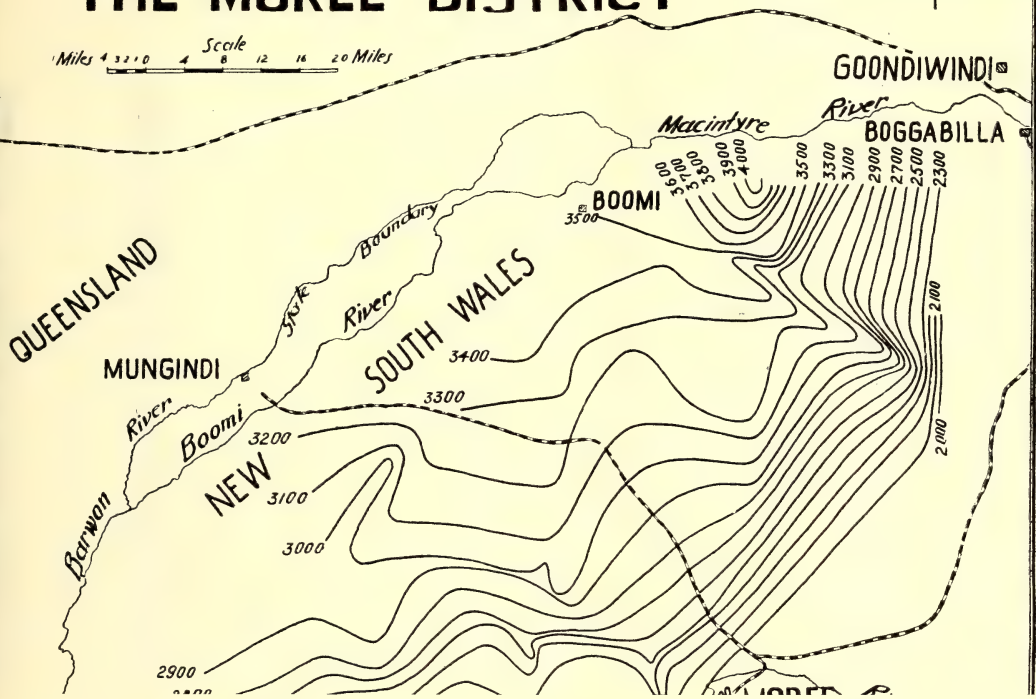 THE MOREE DISTRICT
Scale
Miles 4 3 2 1 0 4 8 12 16 20 Miles
GOONDIWINDI
Macintyre River
BOGGABILLA
3600
3700
3800
3900
4000
3500
3300
3100
2900
2700
2500
2300
BOOMI
3500
State Boundary
QUEENSLAND
Boomi River
NEW SOUTH WALES
2100
3400
MUNGINDI
3300
Barwon River
3200
2000
3100
3000
2900
2800
MOREE